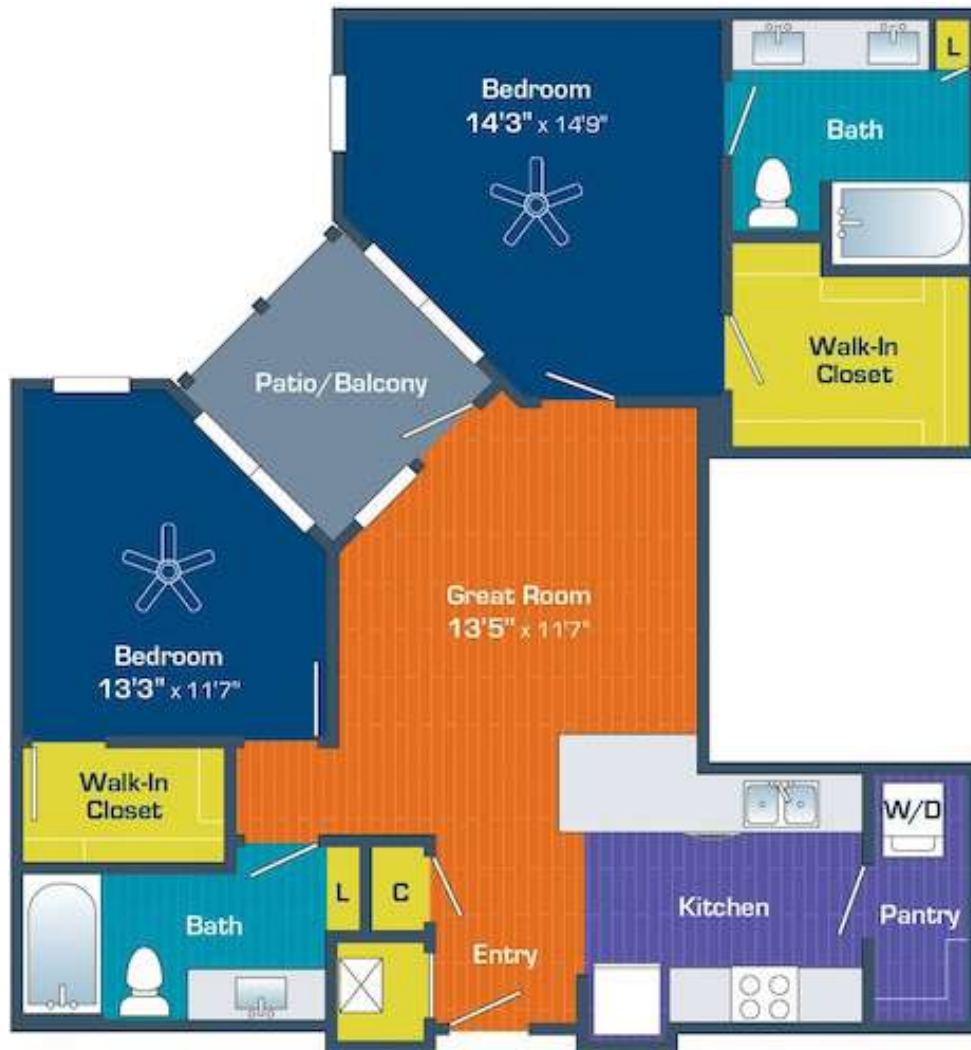 Bedroom
14'3" x 14'9"
L
Bath
Walk-In
Closet
Patio/Balcony
Great Room
13'5" x 11'7"
Bedroom
13'3" x 11'7"
Walk-In
Closet
W/D
L
C
Kitchen
Pantry
Bath
Entry